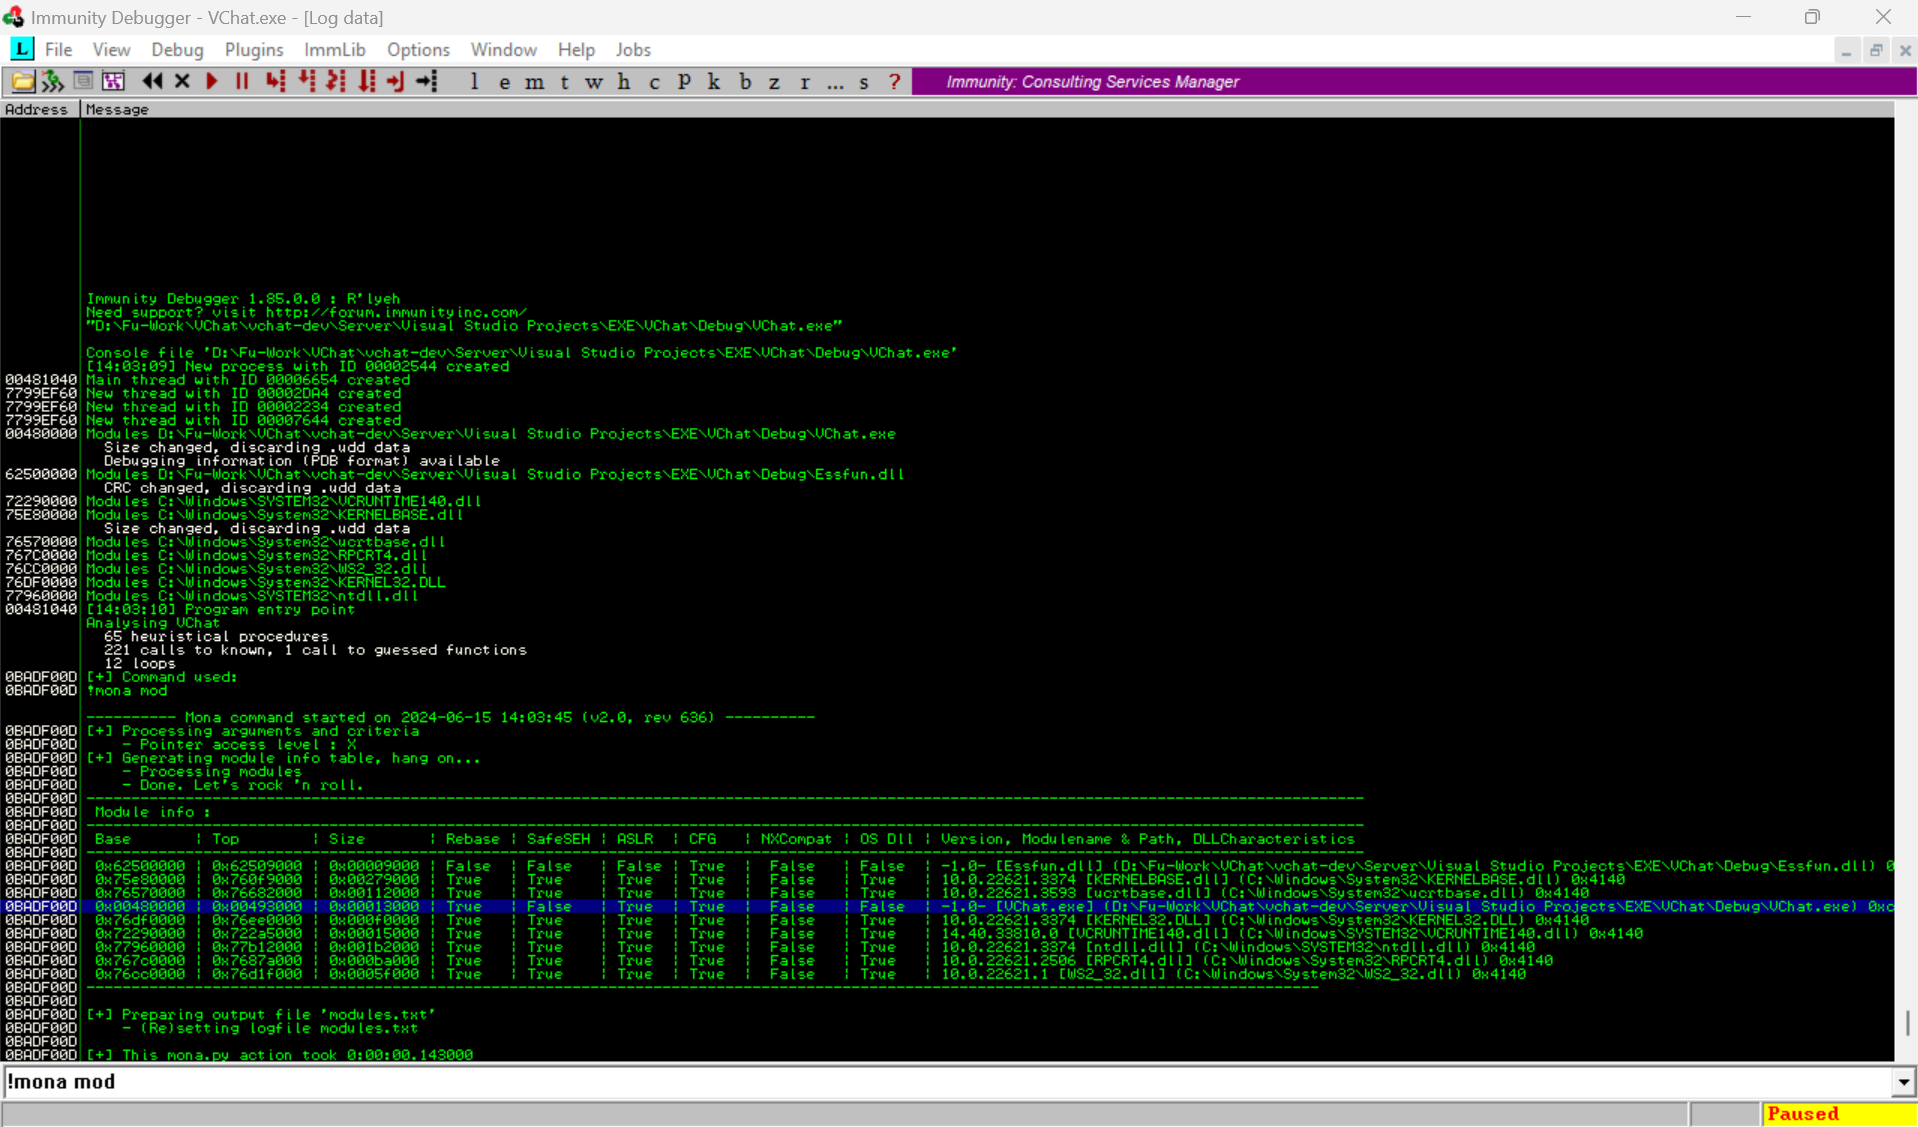 Immunity Debugger - VChat.exe - [Log data]
L File View Debug Plugins ImmLib Options Window Help Jobs
l e m t w h c P k b z r ... s ? Immunity: Consulting Services Manager
Address Message
Immunity Debugger 1.85.0.0 : R'lyeh
Need support? visit http://forum.immunityinc.com/
"D:\Fu-Work\VChat\vchat-dev\Server\Visual Studio Projects\EXE\VChat\Debug\VChat.exe"
Console file 'D:\Fu-Work\VChat\vchat-dev\Server\Visual Studio Projects\EXE\VChat\Debug\VChat.exe'
[14:03:09] New process with ID 00002544 created
00481040 Main thread with ID 00006654 created
7799EF60 New thread with ID 00002DA4 created
7799EF60 New thread with ID 00002234 created
7799EF60 New thread with ID 00007644 created
00480000 Modules D:\Fu-Work\VChat\vchat-dev\Server\Visual Studio Projects\EXE\VChat\Debug\VChat.exe
Size changed, discarding .udd data
Debugging information (PDB format) available
62500000 Modules D:\Fu-Work\VChat\vchat-dev\Server\Visual Studio Projects\EXE\VChat\Debug\Essfun.dll
CRC changed, discarding .udd data
72290000 Modules C:\Windows\SYSTEM32\VCRUNTIME140.dll
75E80000 Modules C:\Windows\System32\KERNELBASE.dll
Size changed, discarding .udd data
76570000 Modules C:\Windows\System32\ucrtbase.dll
767C0000 Modules C:\Windows\System32\RPCRT4.dll
76CC0000 Modules C:\Windows\System32\WS2_32.dll
76DF0000 Modules C:\Windows\System32\KERNEL32.DLL
77960000 Modules C:\Windows\SYSTEM32\ntdll.dll
00481040 [14:03:10] Program entry point
Analysing VChat
65 heuristical procedures
221 calls to known, 1 call to guessed functions
12 loops
0BADF00D [+] Command used:
0BADF00D !mona mod
---------- Mona command started on 2024-06-15 14:03:45 (v2.0, rev 636) ----------
0BADF00D [+] Processing arguments and criteria
0BADF00D - Pointer access level : X
0BADF00D [+] Generating module info table, hang on...
0BADF00D - Processing modules
0BADF00D - Done. Let's rock 'n roll.
0BADF00D
0BADF00D Module info :
0BADF00D
0BADF00D Base | Top | Size | Rebase | SafeSEH | ASLR | CFG | NXCompat | OS Dll | Version, Modulename & Path, DLLCharacteristics
0BADF00D
0BADF00D 0x62500000 | 0x62509000 | 0x00009000 | False | False | False | True | False | False | -1.0- [Essfun.dll] (D:\Fu-Work\VChat\vchat-dev\Server\Visual Studio Projects\EXE\VChat\Debug\Essfun.dll) 0
0BADF00D 0x75e80000 | 0x760f9000 | 0x00279000 | True | True | True | True | False | True | 10.0.22621.3374 [KERNELBASE.dll] (C:\Windows\System32\KERNELBASE.dll) 0x4140
0BADF00D 0x76570000 | 0x76682000 | 0x00112000 | True | True | True | True | False | True | 10.0.22621.3593 [ucrtbase.dll] (C:\Windows\System32\ucrtbase.dll) 0x4140
0BADF00D 0x00480000 | 0x00493000 | 0x00013000 | True | False | True | True | False | False | -1.0- [VChat.exe] (D:\Fu-Work\VChat\vchat-dev\Server\Visual Studio Projects\EXE\VChat\Debug\VChat.exe) 0xc
0BADF00D 0x76df0000 | 0x76ee0000 | 0x000f0000 | True | True | True | True | False | True | 10.0.22621.3374 [KERNEL32.DLL] (C:\Windows\System32\KERNEL32.DLL) 0x4140
0BADF00D 0x72290000 | 0x722a5000 | 0x00015000 | True | True | True | True | False | True | 14.40.33810.0 [VCRUNTIME140.dll] (C:\Windows\SYSTEM32\VCRUNTIME140.dll) 0x4140
0BADF00D 0x77960000 | 0x77b12000 | 0x001b2000 | True | True | True | True | False | True | 10.0.22621.3374 [ntdll.dll] (C:\Windows\SYSTEM32\ntdll.dll) 0x4140
0BADF00D 0x767c0000 | 0x7687a000 | 0x000ba000 | True | True | True | True | False | True | 10.0.22621.2506 [RPCRT4.dll] (C:\Windows\System32\RPCRT4.dll) 0x4140
0BADF00D 0x76cc0000 | 0x76d1f000 | 0x0005f000 | True | True | True | True | False | True | 10.0.22621.1 [WS2_32.dll] (C:\Windows\System32\WS2_32.dll) 0x4140
0BADF00D
0BADF00D
0BADF00D [+] Preparing output file 'modules.txt'
0BADF00D - (Re)setting logfile modules.txt
0BADF00D
0BADF00D [+] This mona.py action took 0:00:00.143000
!mona mod
Paused